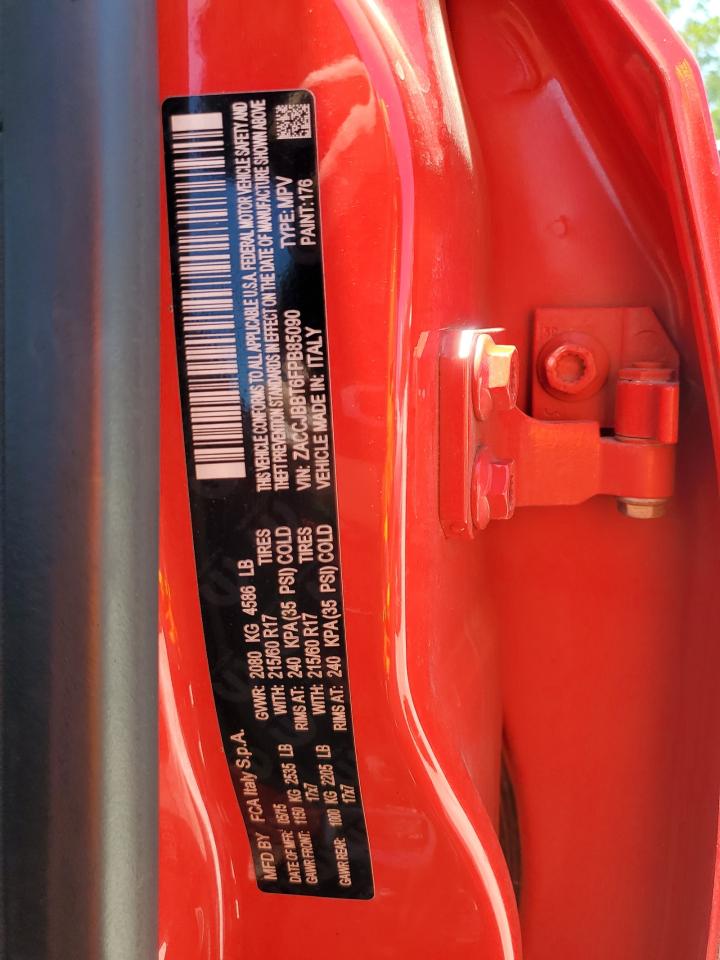 MFD BY FCA Italy S.p.A. GVWR: 2080 KG 4586 LB
DATE OF MFR: 05/15 WITH: 215/60 R17 TIRES
GAWR FRONT: 1150 KG 2535 LB RIMS AT: 240 KPA(35 PSI) COLD
17x7 WITH: 215/60 R17 TIRES
GAWR REAR: 1000 KG 2205 LB RIMS AT: 240 KPA(35 PSI) COLD
17x7
THIS VEHICLE CONFORMS TO ALL APPLICABLE U.S.A. FEDERAL MOTOR VEHICLE SAFETY AND
THEFT PREVENTION STANDARDS IN EFFECT ON THE DATE OF MANUFACTURE SHOWN ABOVE
VIN: ZACCJBBT6FPB85090 TYPE: MPV
VEHICLE MADE IN: ITALY PAINT:176